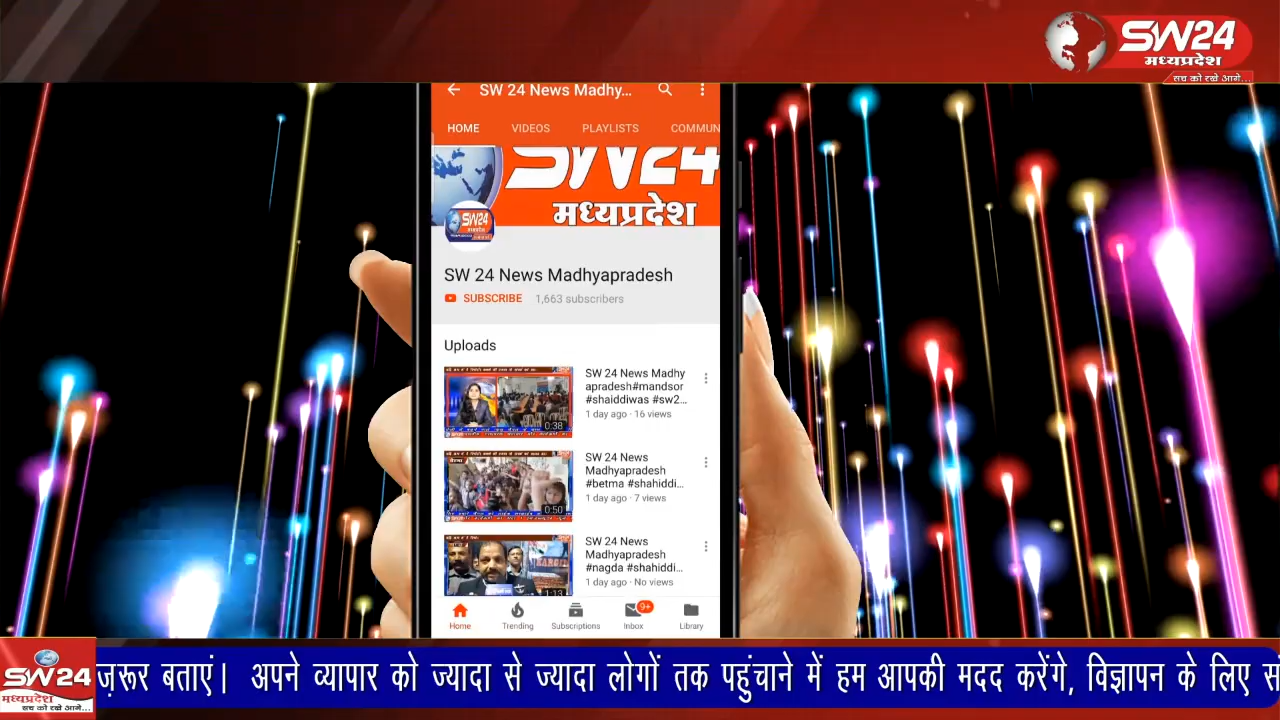 SW24
मध्यप्रदेश
सच को रखे आगे...
SW 24 News Madhy...
HOME VIDEOS PLAYLISTS COMMUN
SW24
मध्यप्रदेश
SW24
SW 24 News Madhyapradesh
SUBSCRIBE 1,663 subscribers
Uploads
SW 24 News Madhy
apradesh#mandsor
#shaiddiwas #sw2...
1 day ago · 16 views
0:38
SW 24 News
Madhyapradesh
#betma #shahiddi...
1 day ago · 7 views
0:50
SW 24 News
Madhyapradesh
#nagda #shahiddi...
1 day ago · No views
1:13
9+
Home Trending Subscriptions Inbox Library
SW24
मध्यप्रदेश
सच को रखे आगे...
ज़रूर बताएं। अपने व्यापार को ज्यादा से ज्यादा लोगों तक पहुंचाने में हम आपकी मदद करेंगे, विज्ञापन के लिए सं